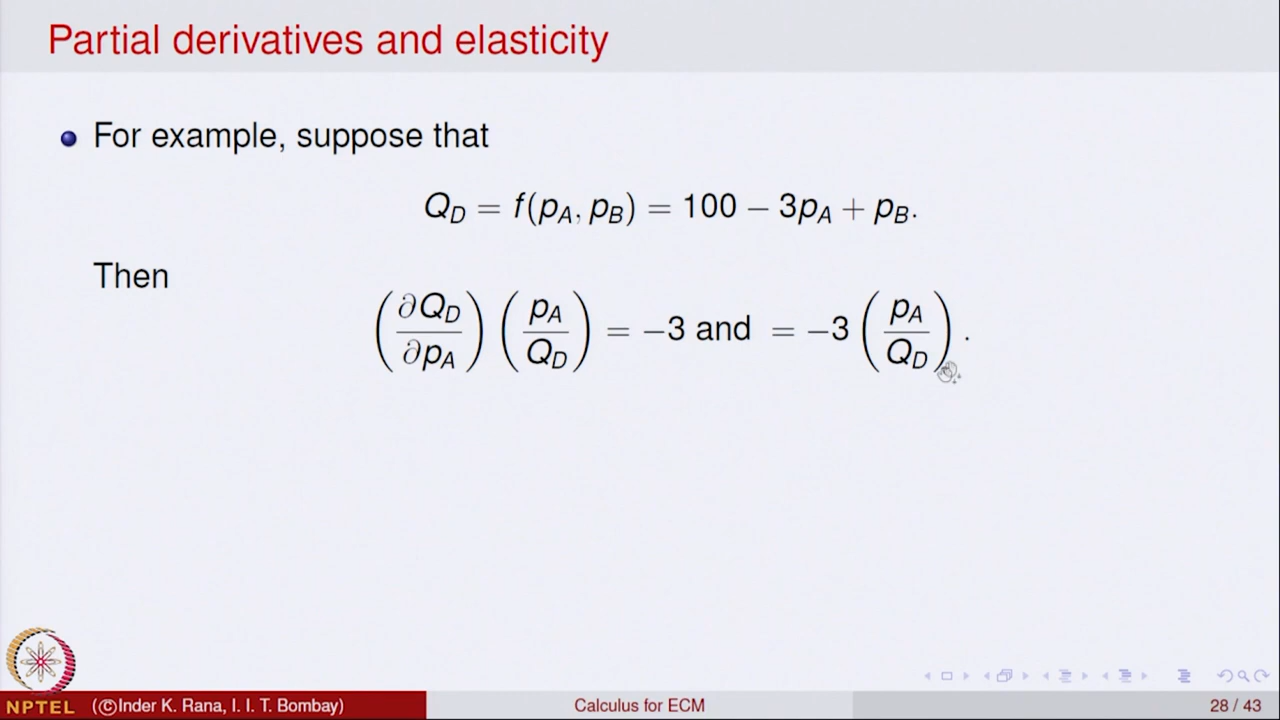 Partial derivatives and elasticity
For example, suppose that
Q_D = f(p_A, p_B) = 100 − 3p_A + p_B.
Then
(∂Q_D/∂p_A) (p_A/Q_D) = −3 and = −3 (p_A/Q_D).
NPTEL (©Inder K. Rana, I. I. T. Bombay) Calculus for ECM 28 / 43